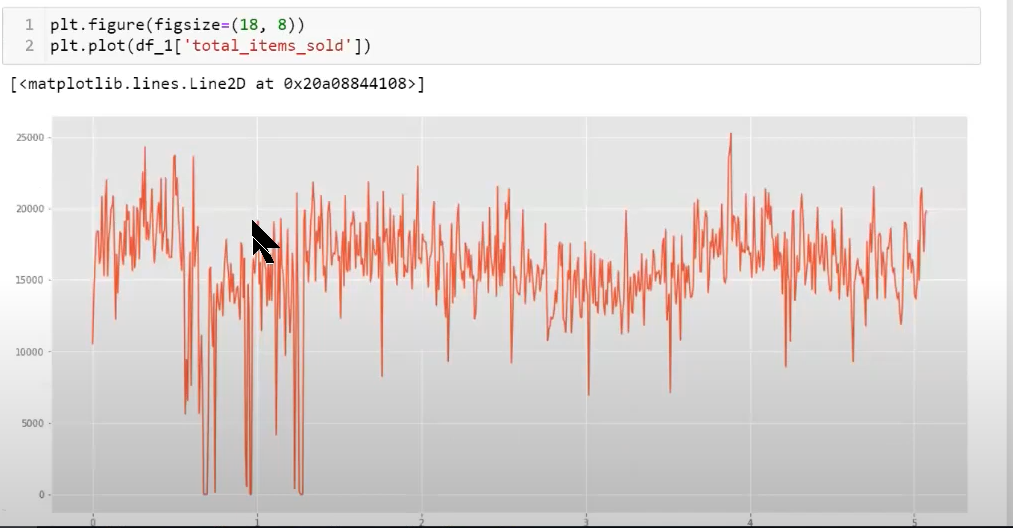 1 plt.figure(figsize=(18, 8))
2 plt.plot(df_1['total_items_sold'])
[<matplotlib.lines.Line2D at 0x20a08844108>]
25000
20000
15000
10000
5000
0
0 1 2 3 4 5